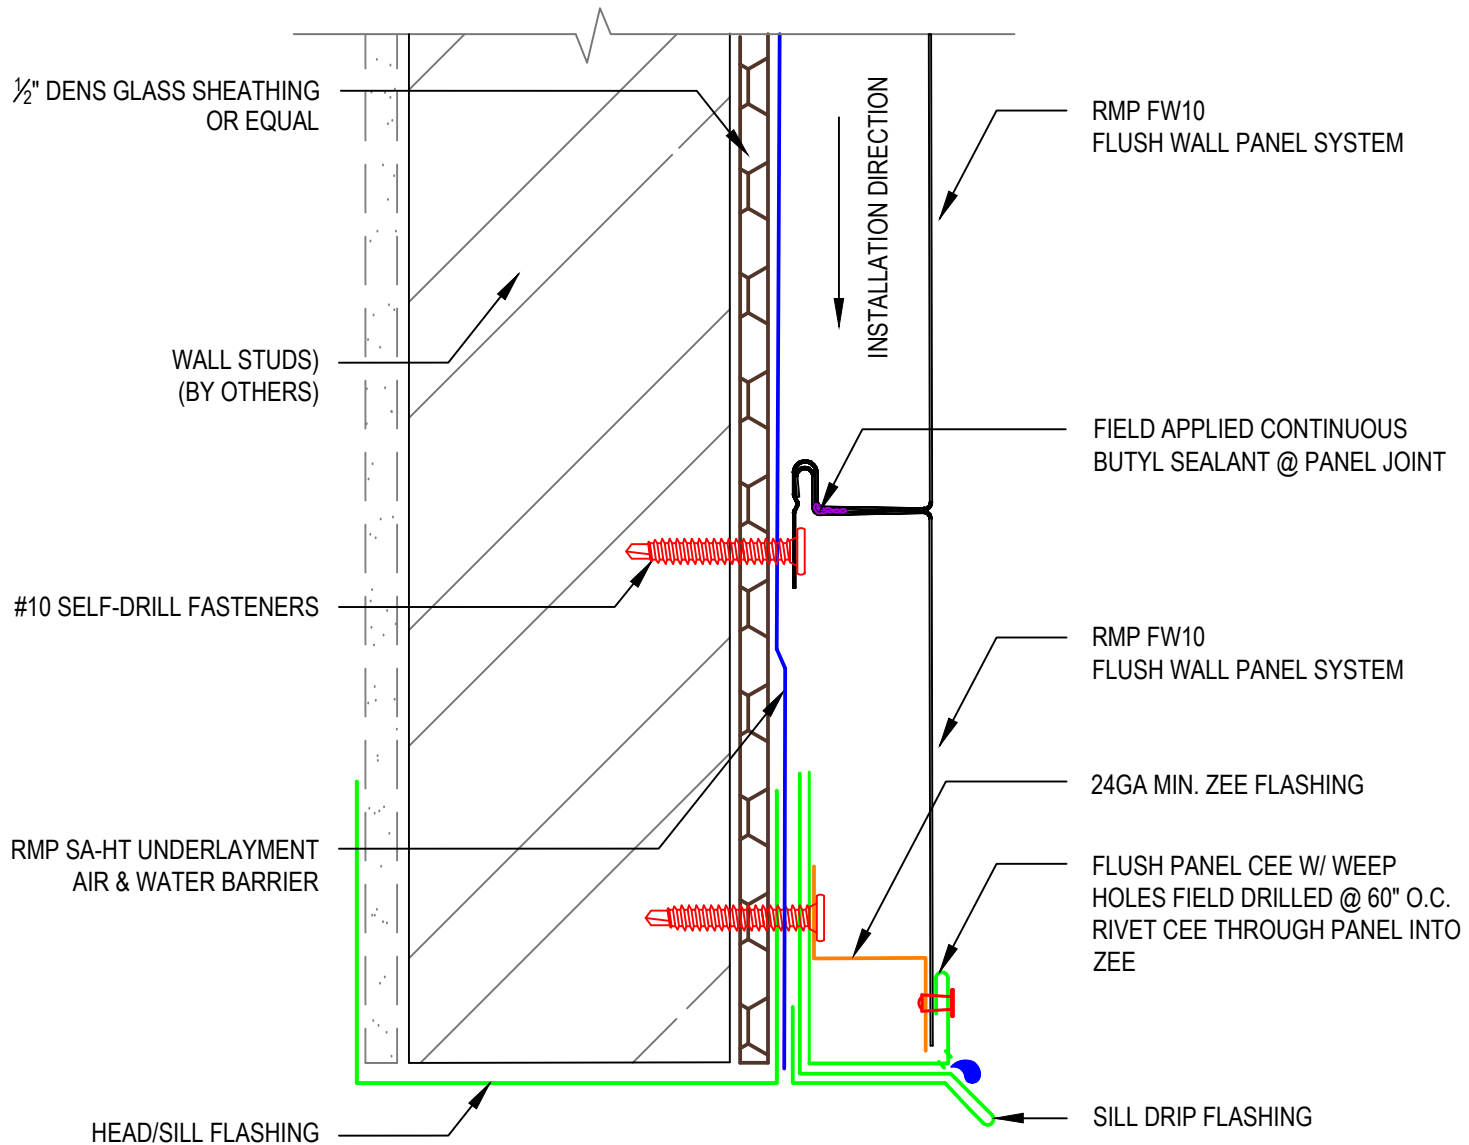 ½" DENS GLASS SHEATHING
OR EQUAL
WALL STUDS)
(BY OTHERS)
#10 SELF-DRILL FASTENERS
RMP SA-HT UNDERLAYMENT
AIR & WATER BARRIER
HEAD/SILL FLASHING
INSTALLATION DIRECTION
RMP FW10
FLUSH WALL PANEL SYSTEM
FIELD APPLIED CONTINUOUS
BUTYL SEALANT @ PANEL JOINT
RMP FW10
FLUSH WALL PANEL SYSTEM
24GA MIN. ZEE FLASHING
FLUSH PANEL CEE W/ WEEP
HOLES FIELD DRILLED @ 60" O.C.
RIVET CEE THROUGH PANEL INTO
ZEE
SILL DRIP FLASHING